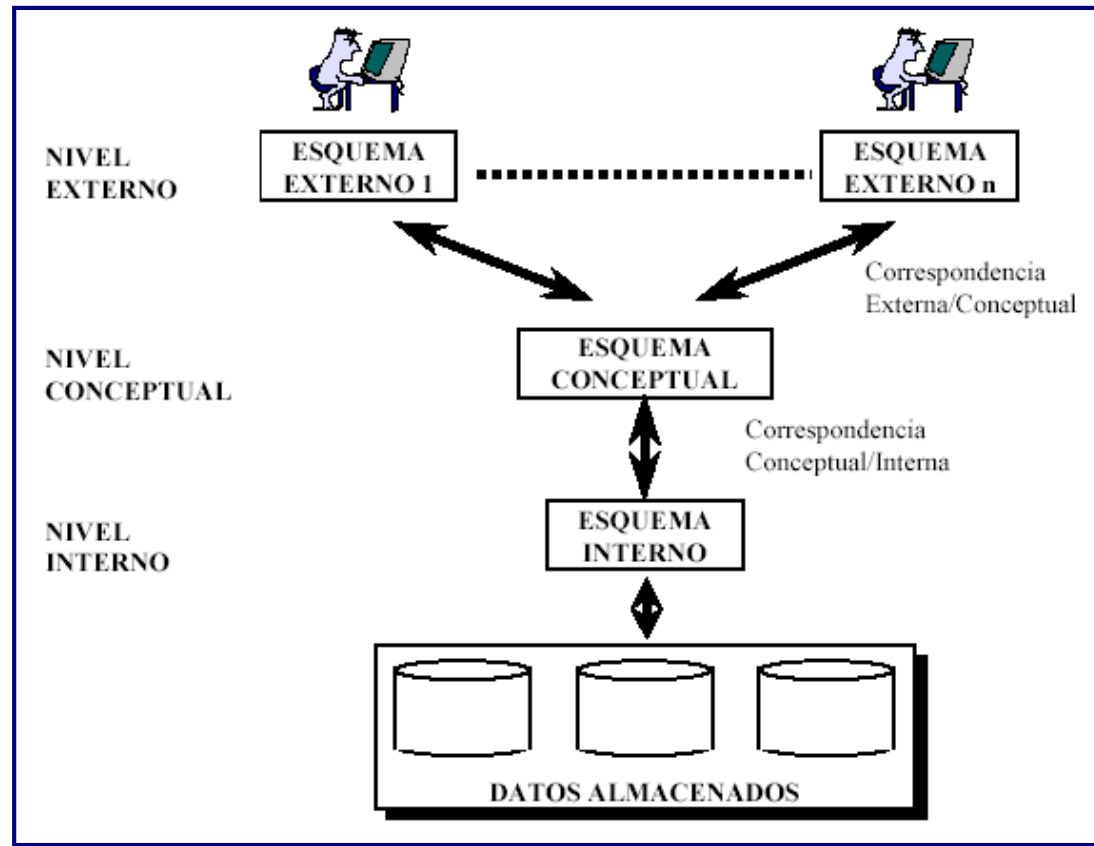 NIVEL
EXTERNO
ESQUEMA
EXTERNO 1
ESQUEMA
EXTERNO n
Correspondencia
Externa/Conceptual
NIVEL
CONCEPTUAL
ESQUEMA
CONCEPTUAL
Correspondencia
Conceptual/Interna
NIVEL
INTERNO
ESQUEMA
INTERNO
DATOS ALMACENADOS